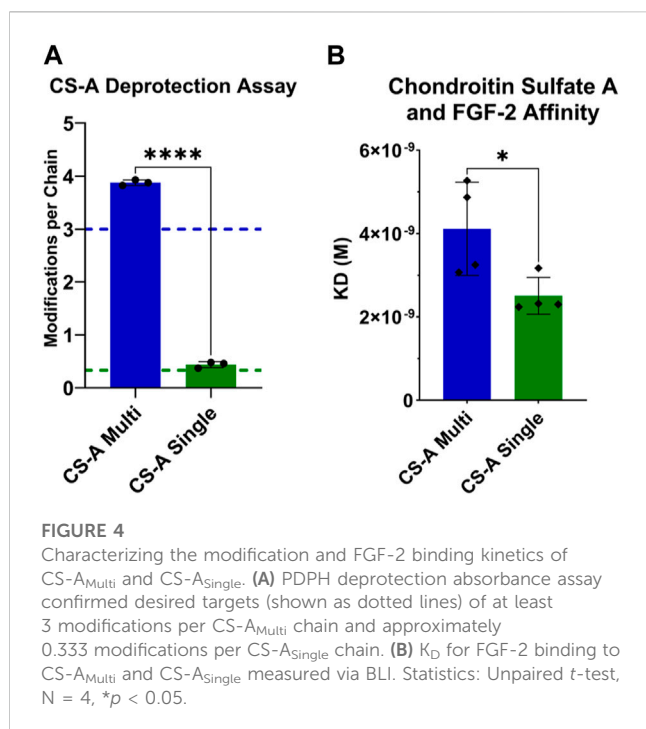 A
CS-A Deprotection Assay
Modifications per Chain
5
4
3
2
1
0
****
CS-A Multi
CS-A Single
B
Chondroitin Sulfate A
and FGF-2 Affinity
KD (M)
6×10-9
4×10-9
2×10-9
0
*
CS-A Multi
CS-A Single
FIGURE 4
Characterizing the modification and FGF-2 binding kinetics of
CS-AMulti and CS-ASingle. (A) PDPH deprotection absorbance assay
confirmed desired targets (shown as dotted lines) of at least
3 modifications per CS-AMulti chain and approximately
0.333 modifications per CS-ASingle chain. (B) KD for FGF-2 binding to
CS-AMulti and CS-ASingle measured via BLI. Statistics: Unpaired t-test,
N = 4, *p < 0.05.